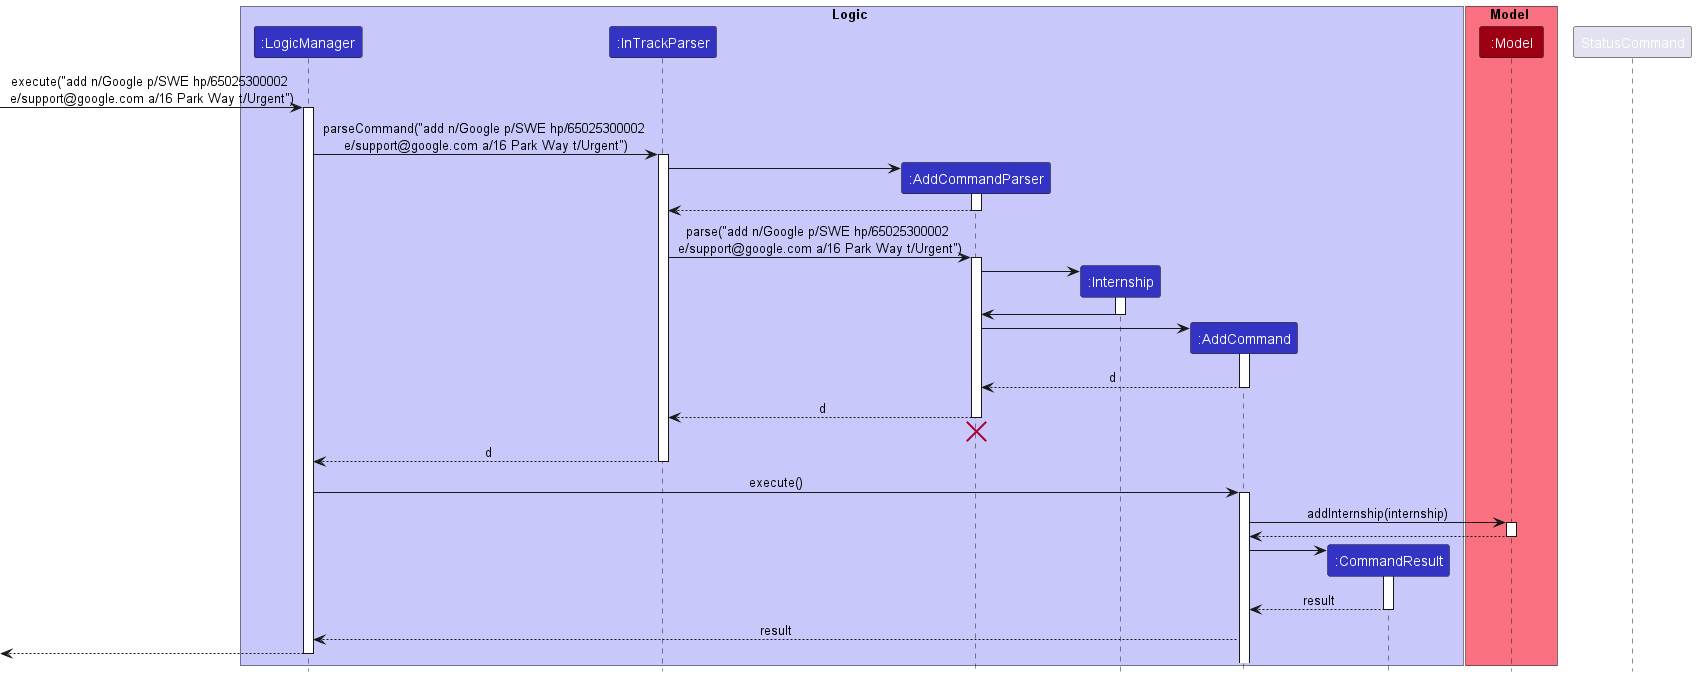 Logic
Model
:LogicManager
:InTrackParser
:Model
StatusCommand
execute("add n/Google p/SWE hp/65025300002
e/support@google.com a/16 Park Way t/Urgent")
parseCommand("add n/Google p/SWE hp/65025300002
e/support@google.com a/16 Park Way t/Urgent")
:AddCommandParser
parse("add n/Google p/SWE hp/65025300002
e/support@google.com a/16 Park Way t/Urgent")
:Internship
:AddCommand
d
d
d
execute()
addInternship(internship)
:CommandResult
result
result